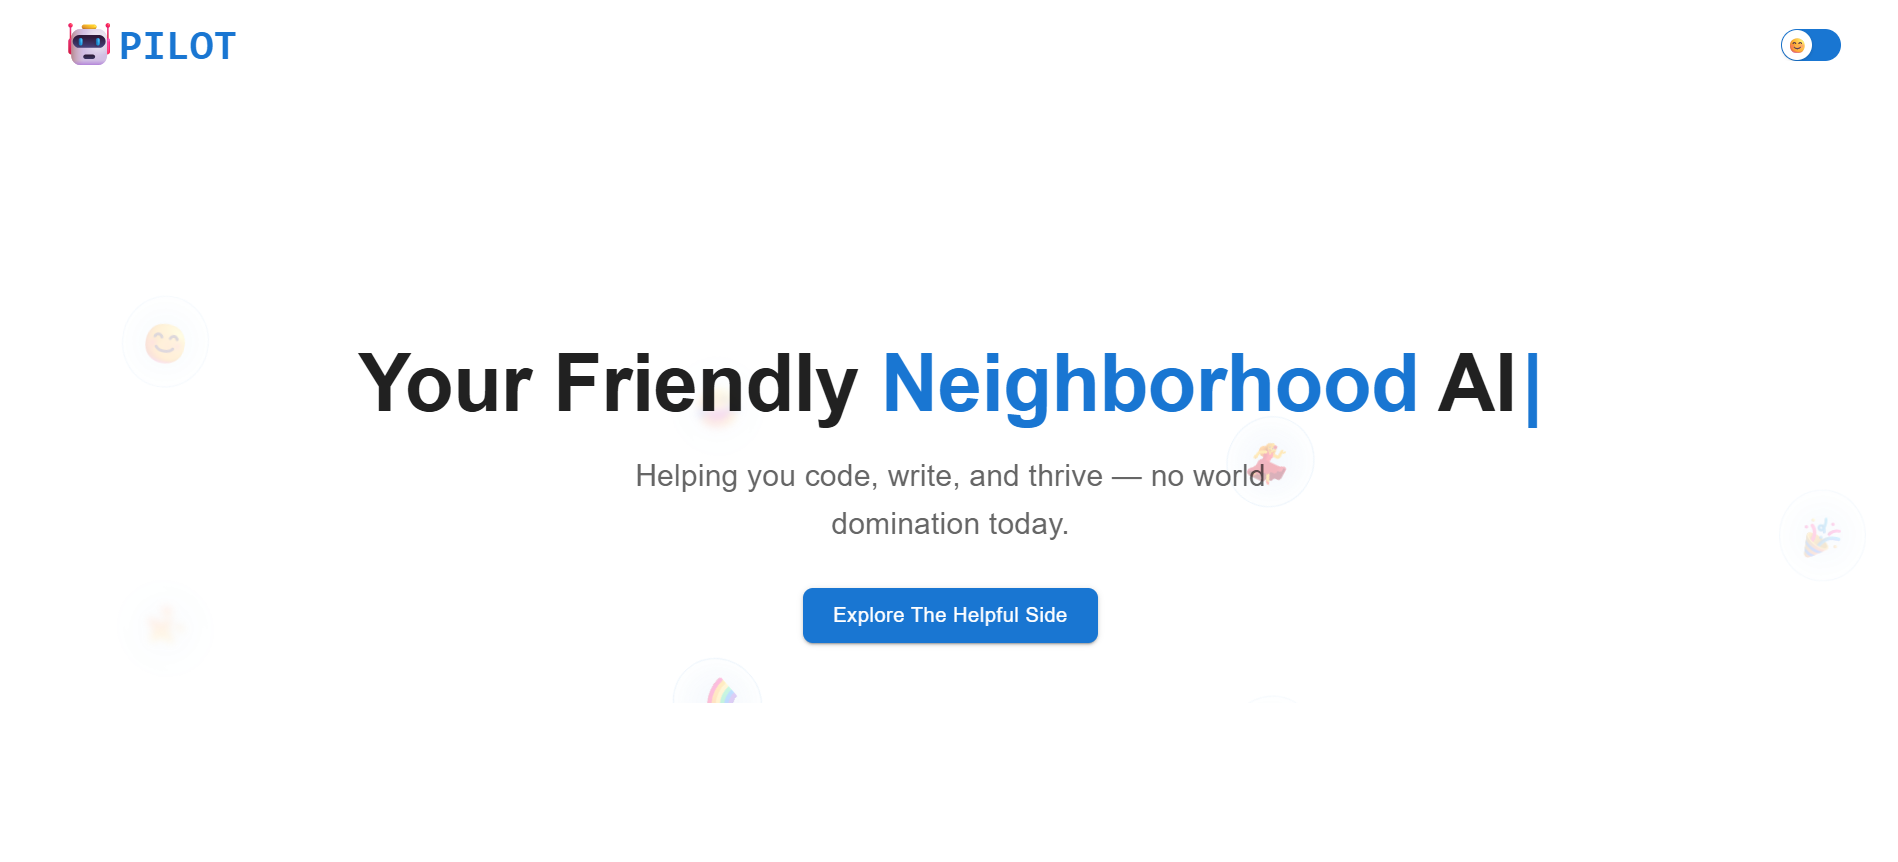 PILOT
Your Friendly Neighborhood AI|
Helping you code, write, and thrive — no world
domination today.
Explore The Helpful Side